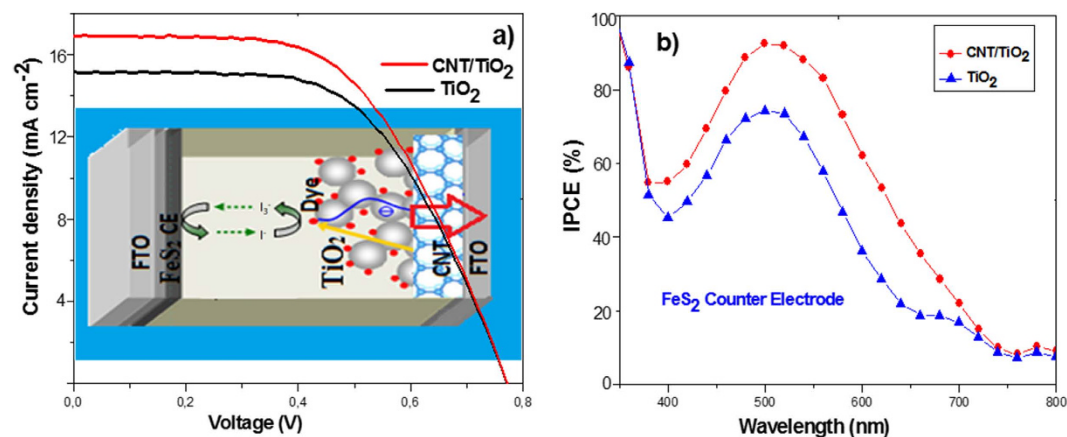 a)
CNT/TiO₂
TiO₂
Current density (mA cm⁻²)
16
12
8
4
0,0 0,2 0,4 0,6 0,8
Voltage (V)
FTO
FeS₂ CE
I₃⁻
I⁻
TiO₂
Dye
CNT
FTO
b)
CNT/TiO₂
TiO₂
IPCE (%)
100
80
60
40
20
0
FeS₂ Counter Electrode
400 500 600 700 800
Wavelength (nm)